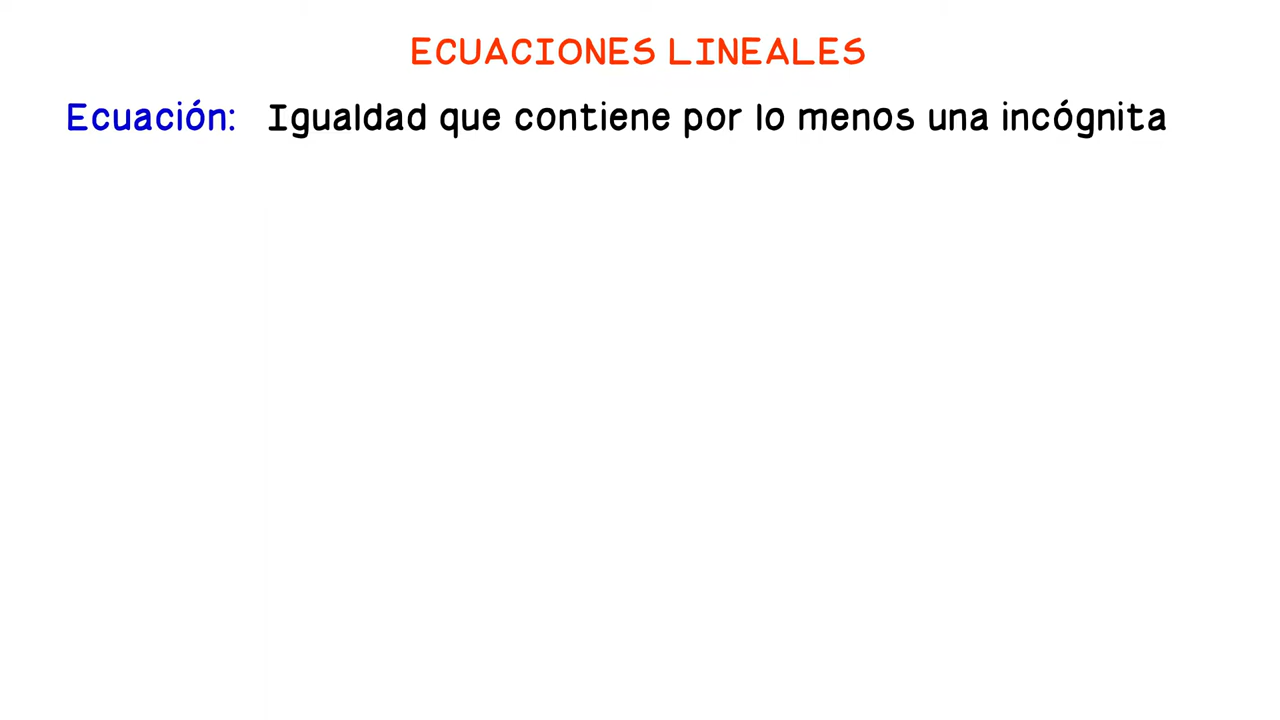 ECUACIONES LINEALES
Ecuación: Igualdad que contiene por lo menos una incógnita